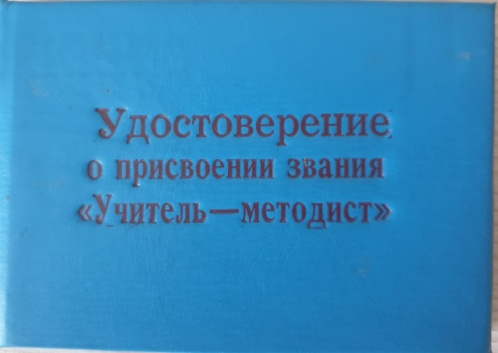 Удостоверение
о присвоении звания
«Учитель—методист»